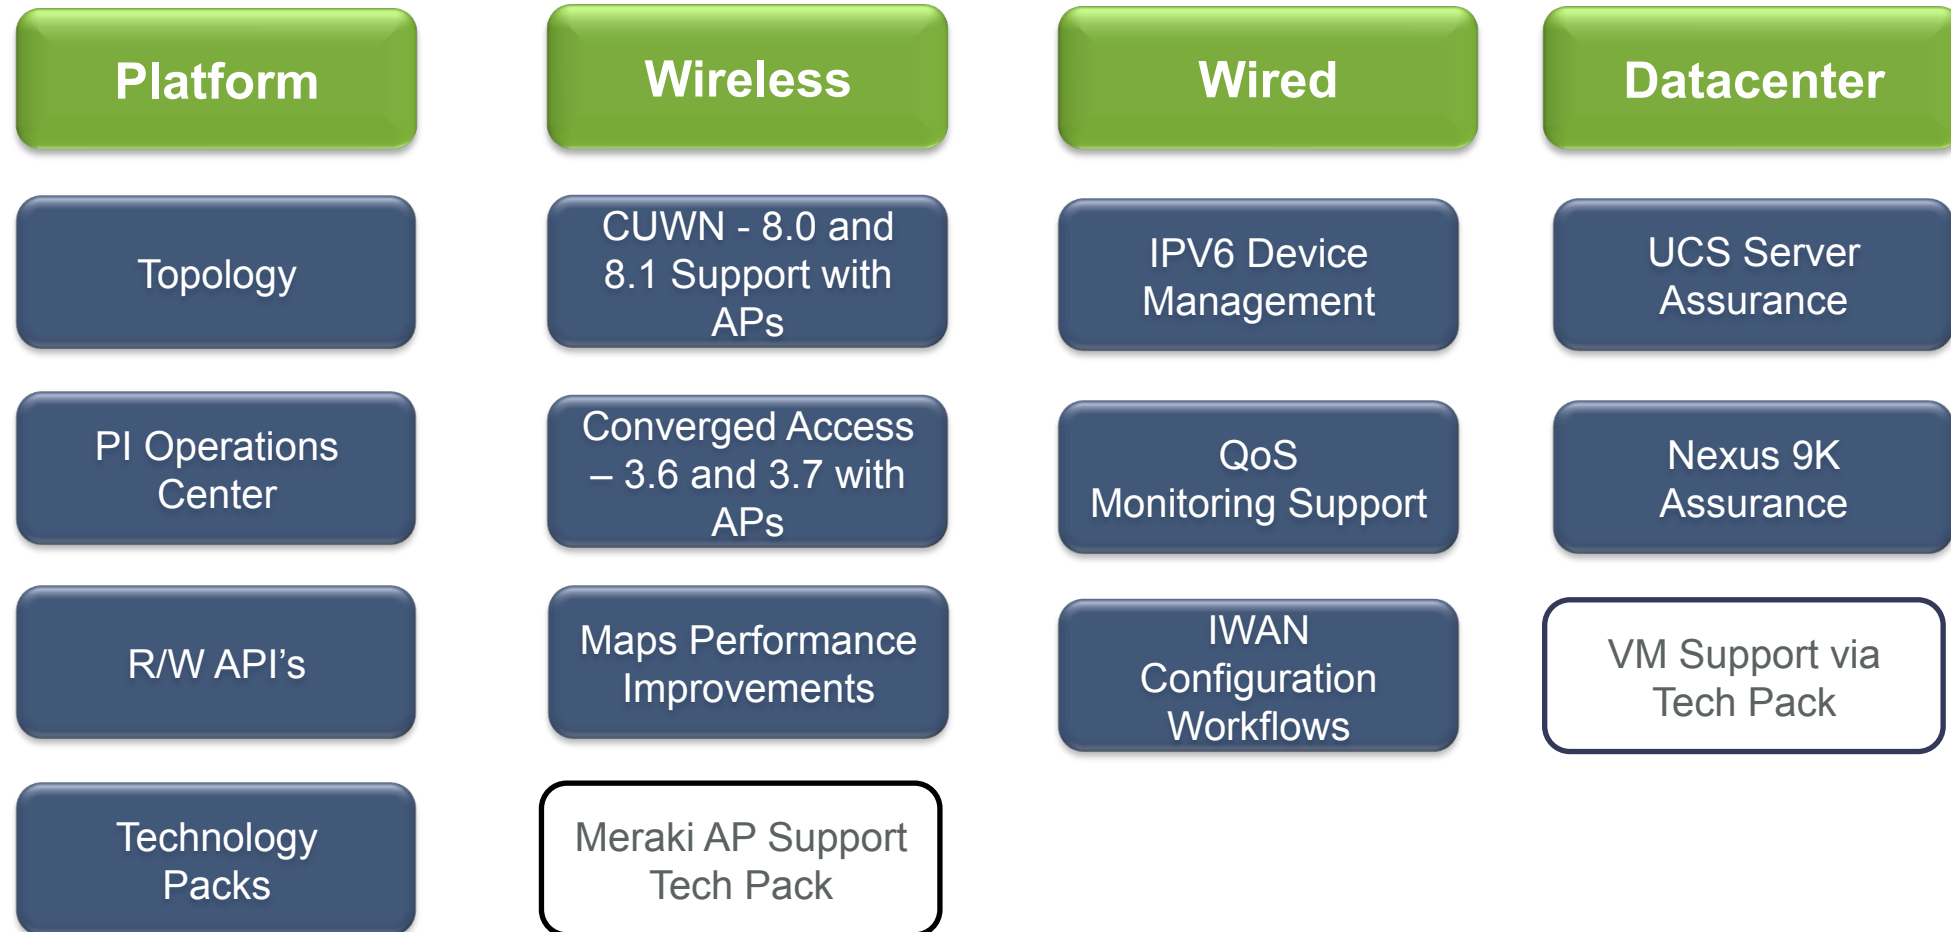 Platform
Topology
PI Operations
Center
R/W API’s
Technology
Packs
Wireless
CUWN - 8.0 and
8.1 Support with
APs
Converged Access
– 3.6 and 3.7 with
APs
Maps Performance
Improvements
Meraki AP Support
Tech Pack
Wired
IPV6 Device
Management
QoS
Monitoring Support
IWAN
Configuration
Workflows
Datacenter
UCS Server
Assurance
Nexus 9K
Assurance
VM Support via
Tech Pack